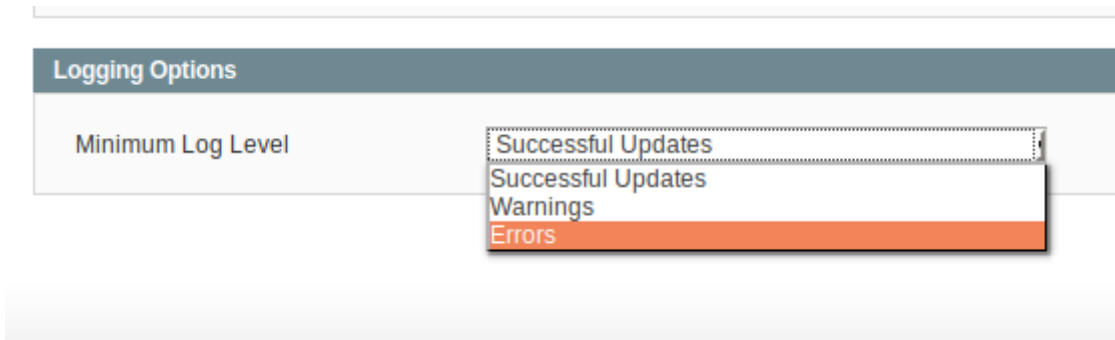 Logging Options
Minimum Log Level
Successful Updates
Successful Updates
Warnings
Errors